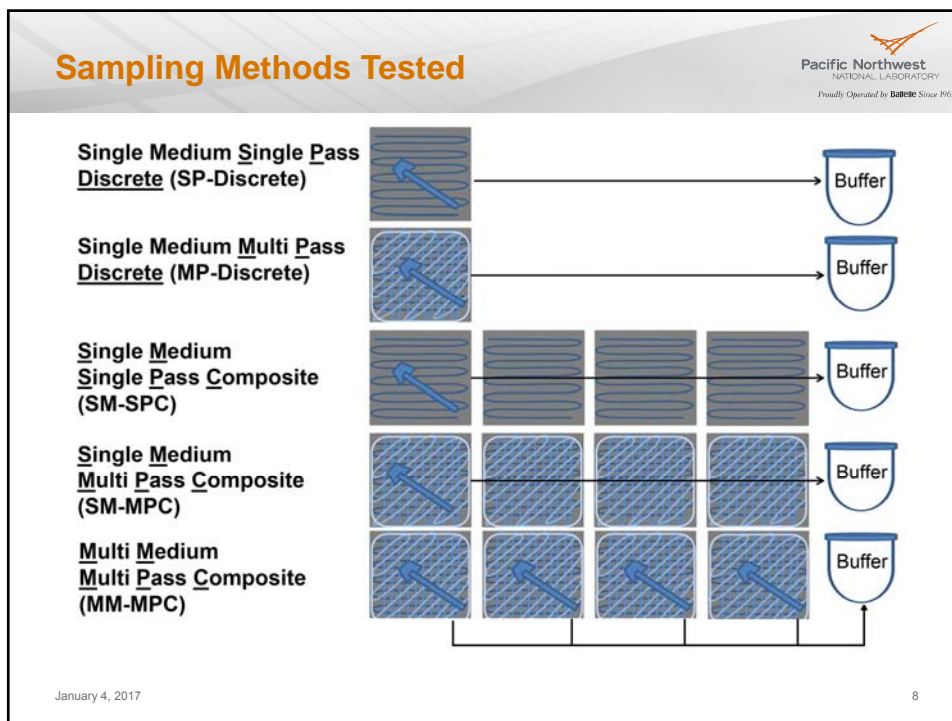 Sampling Methods Tested
Pacific Northwest
NATIONAL LABORATORY
Proudly Operated by Battelle Since 196
Single Medium Single Pass
Discrete (SP-Discrete)
Buffer
Single Medium Multi Pass
Discrete (MP-Discrete)
Buffer
Single Medium
Single Pass Composite
(SM-SPC)
Buffer
Single Medium
Multi Pass Composite
(SM-MPC)
Buffer
Multi Medium
Multi Pass Composite
(MM-MPC)
Buffer
January 4, 2017
8